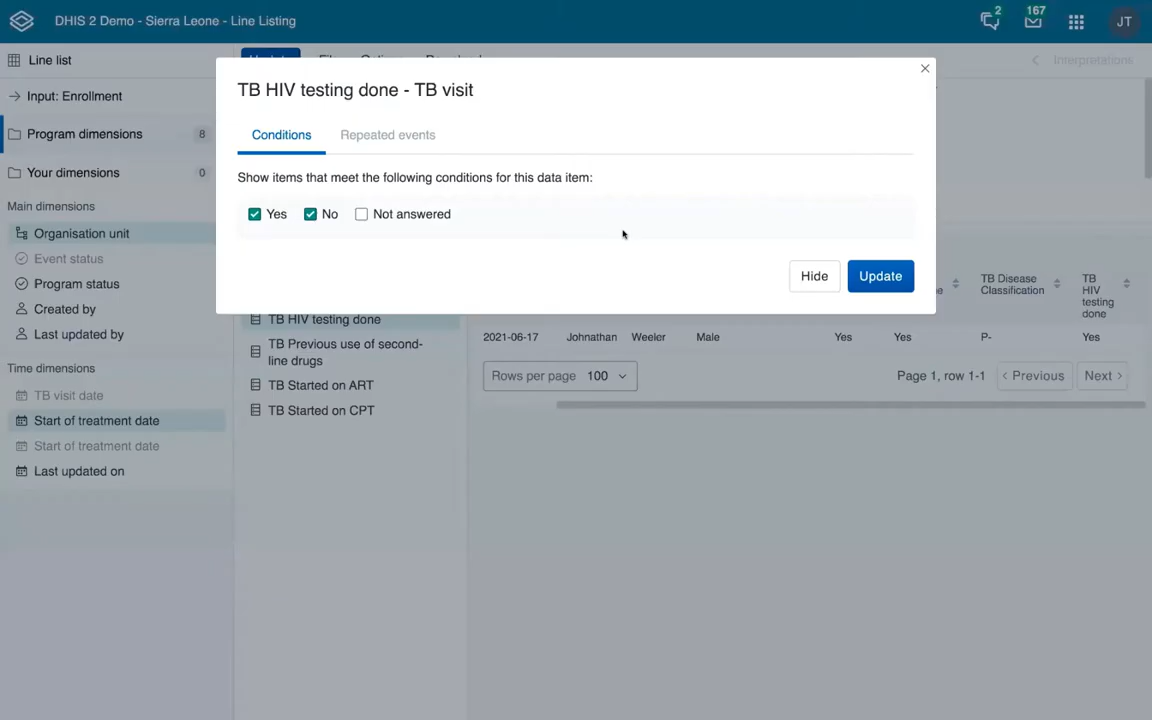 DHIS 2 Demo - Sierra Leone - Line Listing
2
167
JT
Line list
Interpretations
Input: Enrollment
Program dimensions 8
Your dimensions 0
Main dimensions
Organisation unit
Event status
Program status
Created by
Last updated by
Time dimensions
TB visit date
Start of treatment date
Start of treatment date
Last updated on
TB HIV testing done - TB visit
Conditions Repeated events
Show items that meet the following conditions for this data item:
Yes No Not answered
Hide Update
TB HIV testing done
TB Previous use of second-
line drugs
TB Started on ART
TB Started on CPT
TB Disease
Classification
TB
HIV
testing
done
2021-06-17 Johnathan Weeler Male Yes Yes P- Yes
Rows per page 100
Page 1, row 1-1 Previous Next